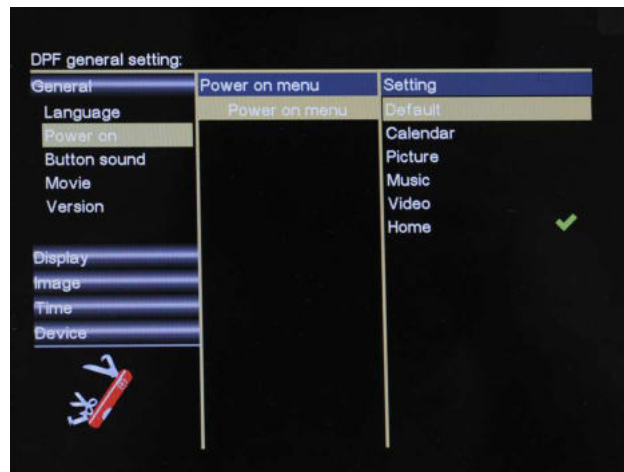 DPF general setting:
General
Language
Power on
Button sound
Movie
Version
Display
Image
Time
Device
Power on menu
Power on menu
Setting
Default
Calendar
Picture
Music
Video
Home